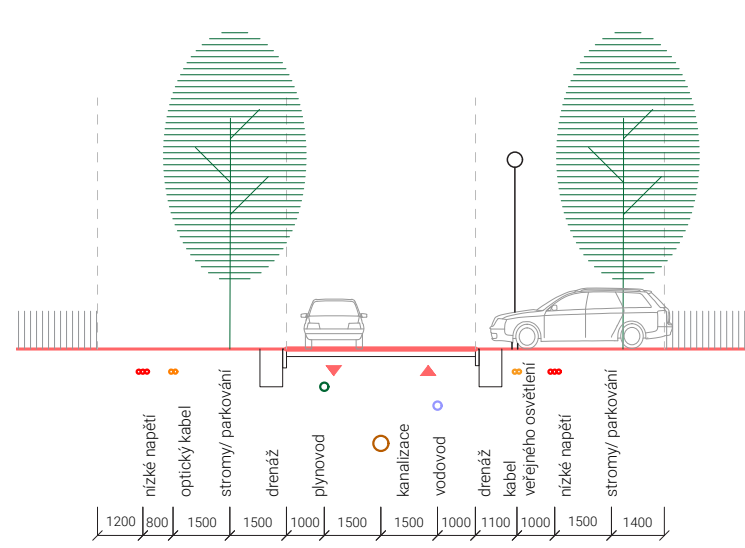 nízké napětí
optický kabel
stromy/ parkování
drenáž
plynovod
kanalizace
vodovod
drenáž
kabel
veřejného osvětlení
nízké napětí
stromy/ parkování
1200 800 1500 1500 1000 1500 1500 1000 1100 1000 1500 1400